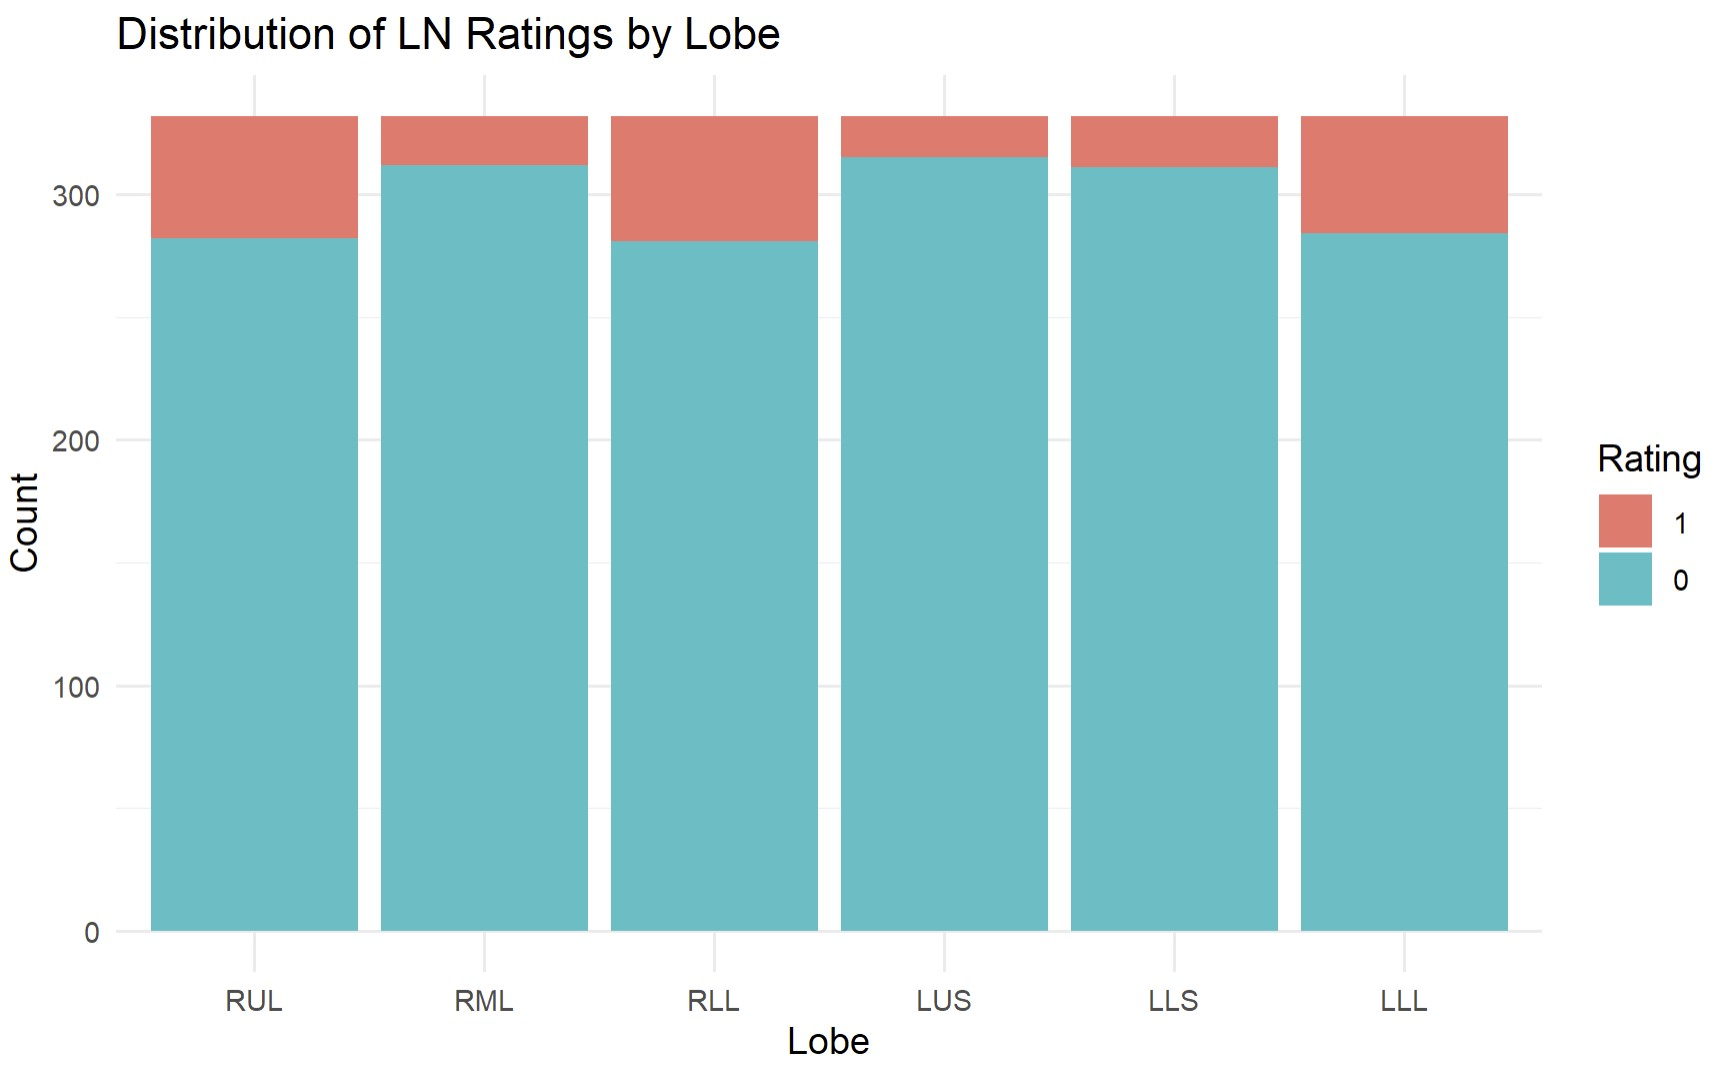 Distribution of LN Ratings by Lobe
Count
300
200
100
0
RUL RML RLL LUS LLS LLL
Lobe
Rating
1
0